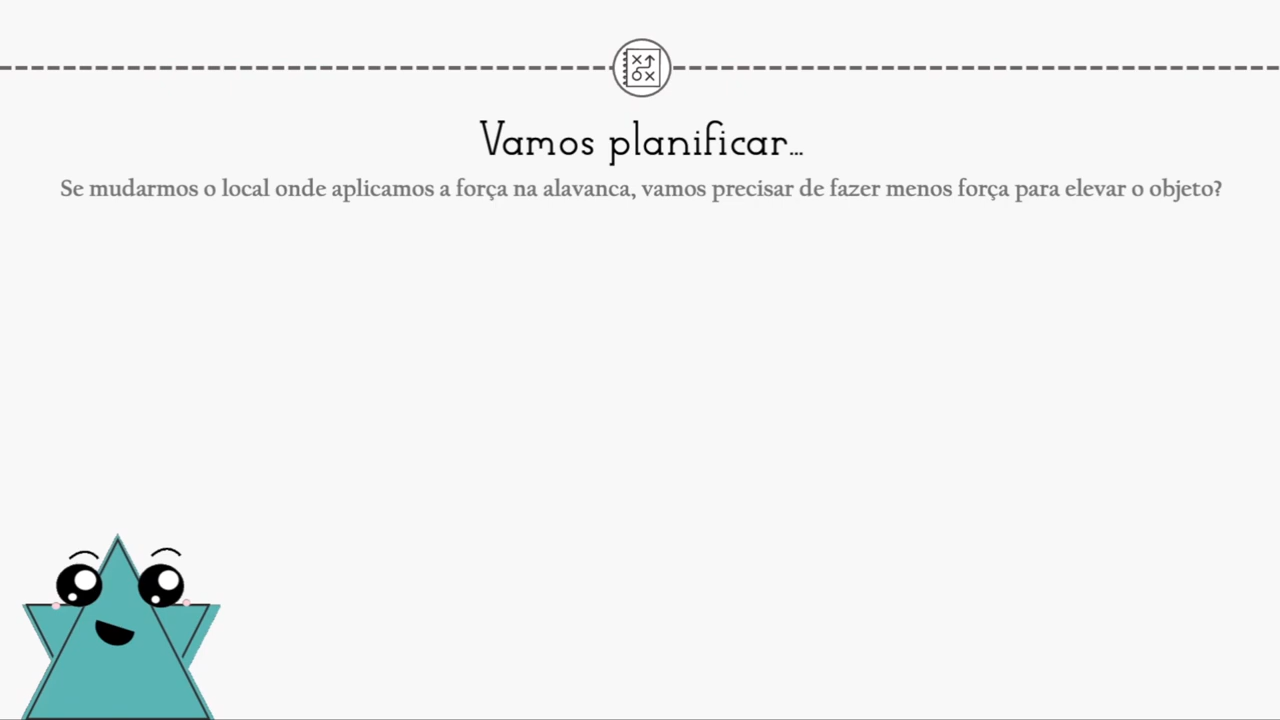 Vamos planificar...
Se mudarmos o local onde aplicamos a força na alavanca, vamos precisar de fazer menos força para elevar o objeto?